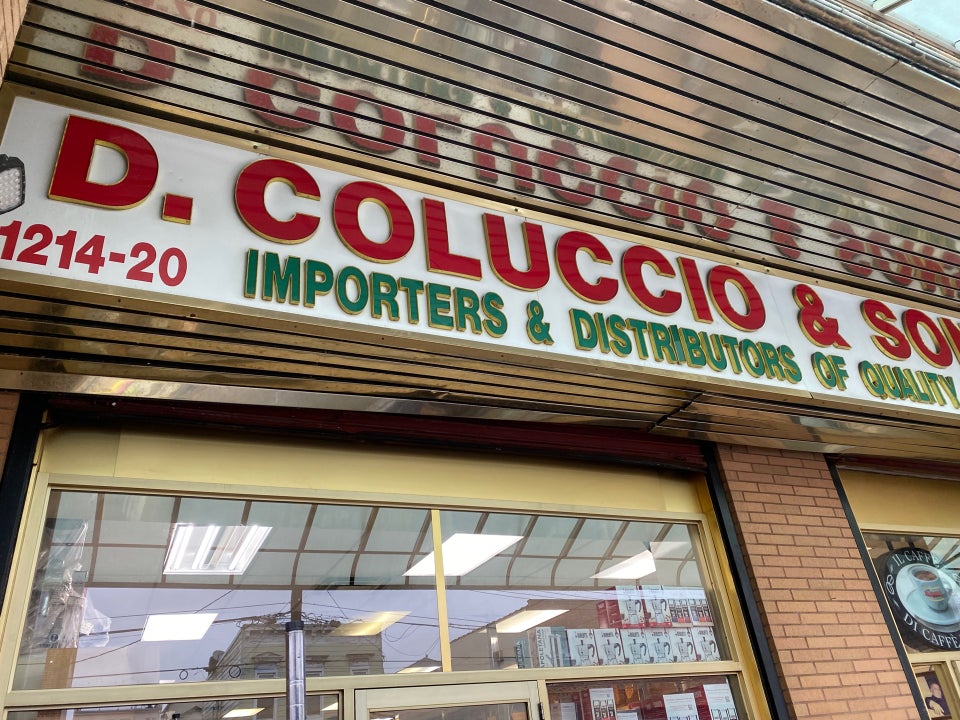 D. COLUCCIO & SON
1214-20
IMPORTERS & DISTRIBUTORS OF QUALITY
IL CAFFÈ
DI CAFFÈ